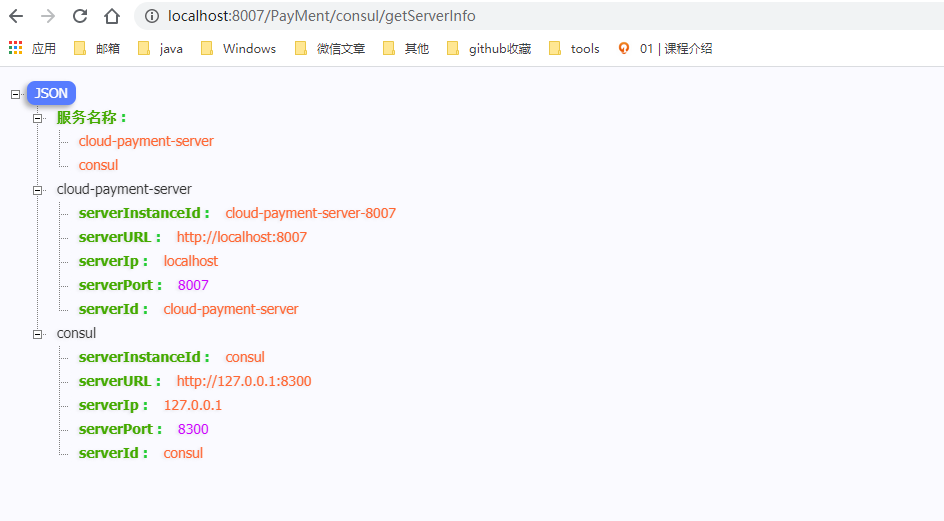 localhost:8007/PayMent/consul/getServerInfo
应用 邮箱 java Windows 微信文章 其他 github收藏 tools 01 | 课程介绍
JSON
服务名称 :
cloud-payment-server
consul
cloud-payment-server
serverInstanceId : cloud-payment-server-8007
serverURL : http://localhost:8007
serverIp : localhost
serverPort : 8007
serverId : cloud-payment-server
consul
serverInstanceId : consul
serverURL : http://127.0.0.1:8300
serverIp : 127.0.0.1
serverPort : 8300
serverId : consul